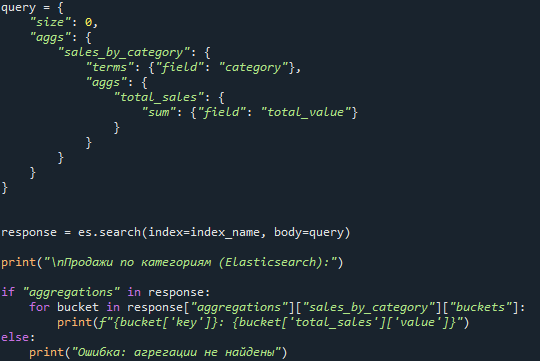 query = {
    "size": 0,
    "aggs": {
        "sales_by_category": {
            "terms": {"field": "category"},
            "aggs": {
                "total_sales": {
                    "sum": {"field": "total_value"}
                }
            }
        }
    }
}
response = es.search(index=index_name, body=query)
print("\nПродажи по категориям (Elasticsearch):")
if "aggregations" in response:
    for bucket in response["aggregations"]["sales_by_category"]["buckets"]:
        print(f"{bucket['key']}: {bucket['total_sales']['value']}")
else:
    print("Ошибка: агрегации не найдены")